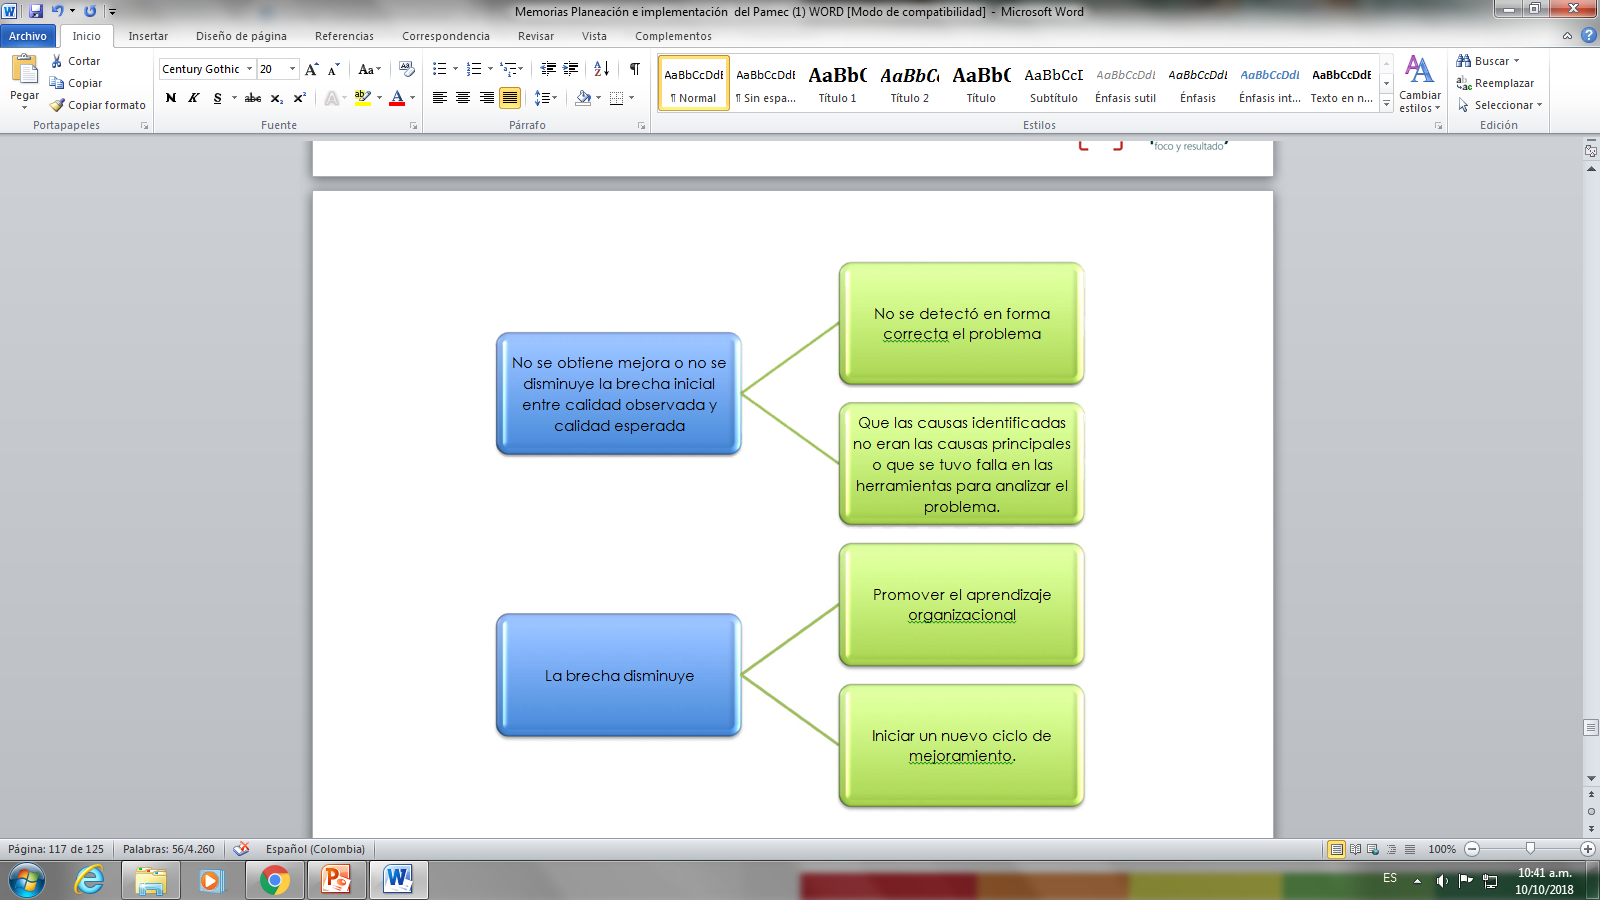 Memorias Planeación e implementación del Pamec (1) WORD [Modo de compatibilidad] - Microsoft Word
Archivo
Inicio
Insertar
Diseño de página
Referencias
Correspondencia
Revisar
Vista
Complementos
Pegar
Cortar
Copiar
Copiar formato
Portapapeles
Century Gothic
20
Fuente
Párrafo
AaBbCcDdE
¶ Normal
AaBbCcDdE
¶ Sin espa...
AaBbC
Título 1
AaBbCc
Título 2
AaBbC
Título
AaBbCcI
Subtítulo
AaBbCcDdE
Énfasis sutil
AaBbCcDdE
Énfasis
AaBbCcDdE
Énfasis int...
AaBbCcDdE
Texto en n...
Cambiar
estilos
Estilos
Buscar
Reemplazar
Seleccionar
Edición
foco y resultado
No se obtiene mejora o no se
disminuye la brecha inicial
entre calidad observada y
calidad esperada
No se detectó en forma
correcta el problema
Que las causas identificadas
no eran las causas principales
o que se tuvo falla en las
herramientas para analizar el
problema.
La brecha disminuye
Promover el aprendizaje
organizacional
Iniciar un nuevo ciclo de
mejoramiento.
Página: 117 de 125
Palabras: 56/4.260
Español (Colombia)
100%
ES
10:41 a.m.
10/10/2018